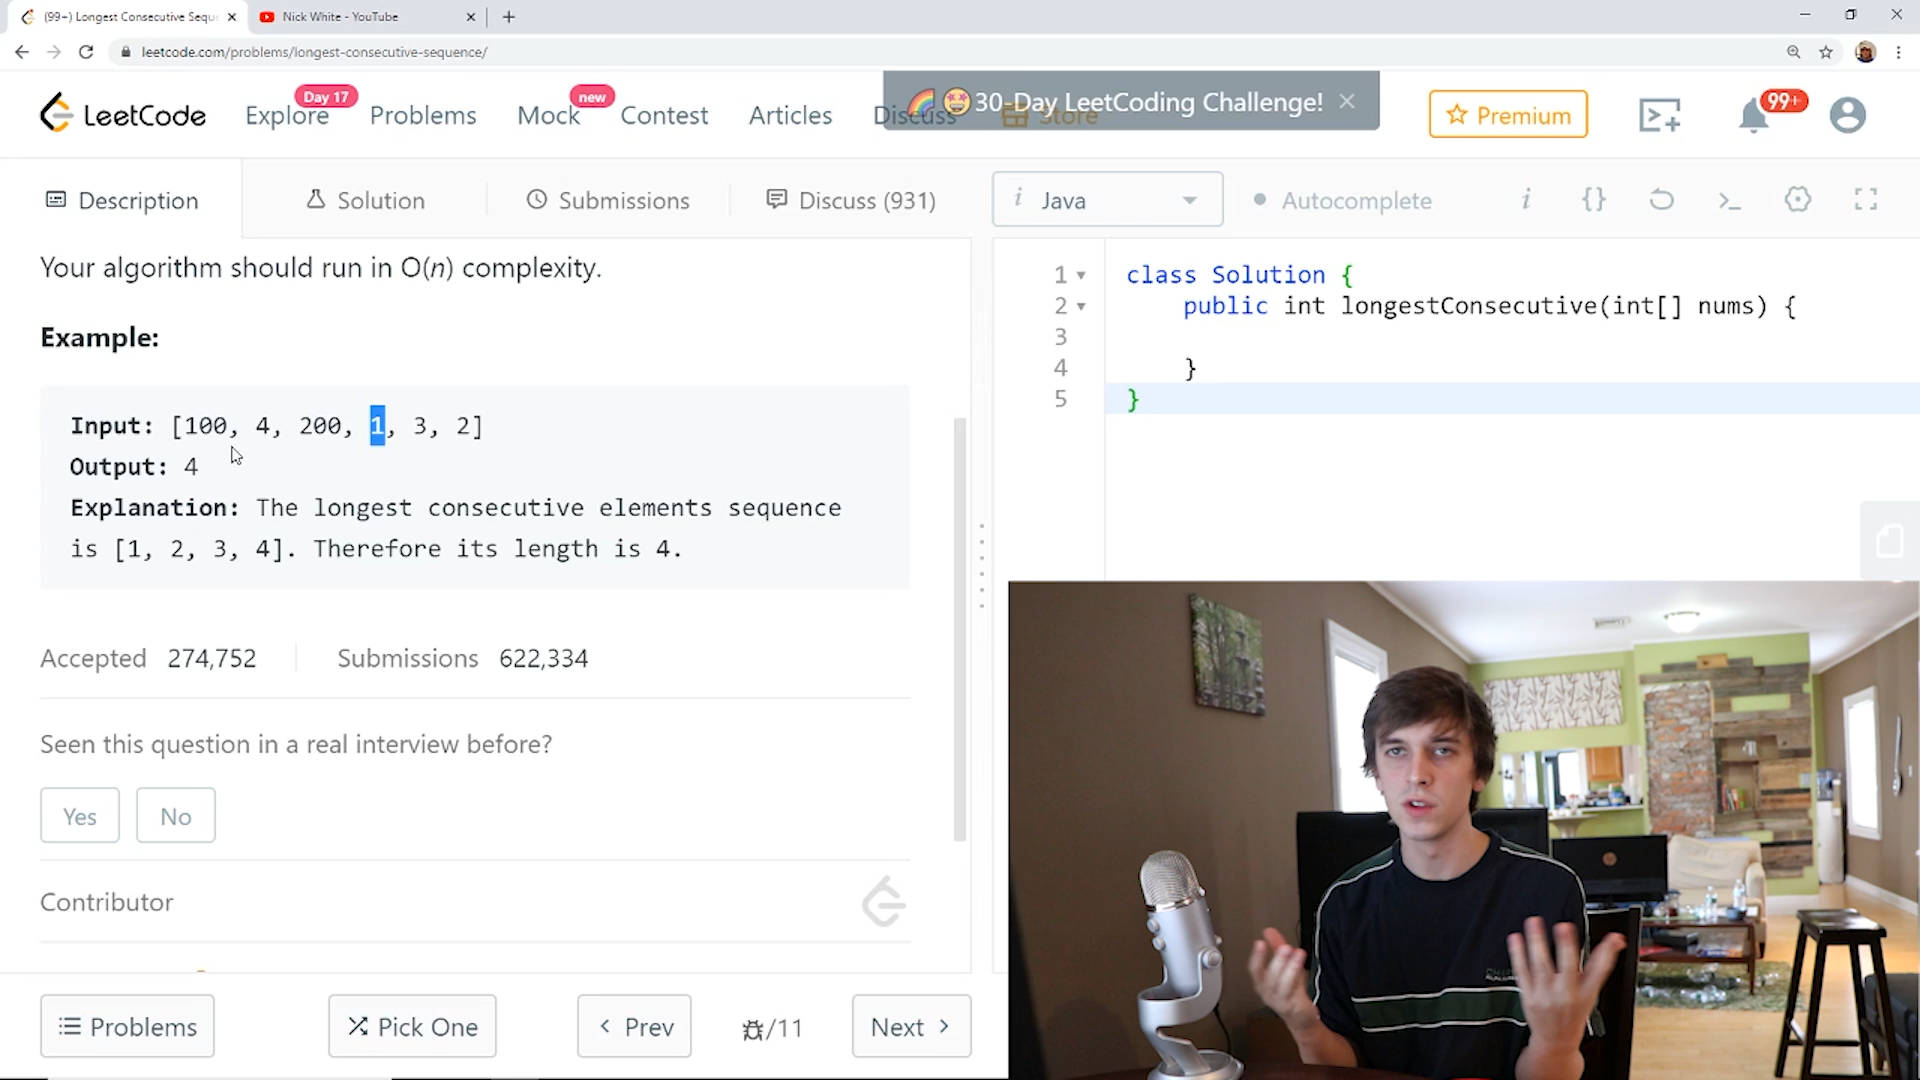 (99+) Longest Consecutive Sequ
Nick White - YouTube
leetcode.com/problems/longest-consecutive-sequence/
LeetCode
Explore
Day 17
Problems
Mock
new
Contest
Articles
Discuss
Store
30-Day LeetCoding Challenge!
Premium
99+
Description
Solution
Submissions
Discuss (931)
i Java
Autocomplete
Your algorithm should run in O(n) complexity.
Example:
Input: [100, 4, 200, 1, 3, 2]
Output: 4
Explanation: The longest consecutive elements sequence
is [1, 2, 3, 4]. Therefore its length is 4.
Accepted 274,752
Submissions 622,334
Seen this question in a real interview before?
Yes
No
Contributor
Problems
Pick One
Prev
/11
Next
1 class Solution {
2 public int longestConsecutive(int[] nums) {
3
4 }
5 }